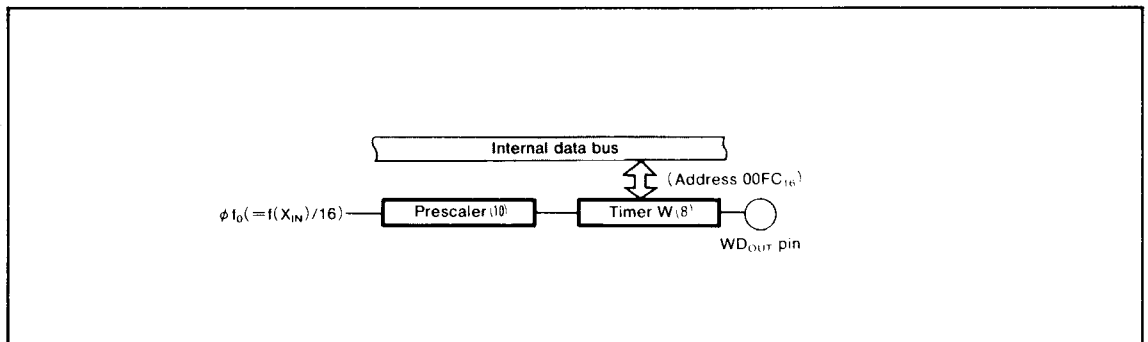 Internal data bus
(Address 00FC₁₆)
φf₀(=f(X_IN)/16)
Prescaler(10)
Timer W(8)
WD_OUT pin